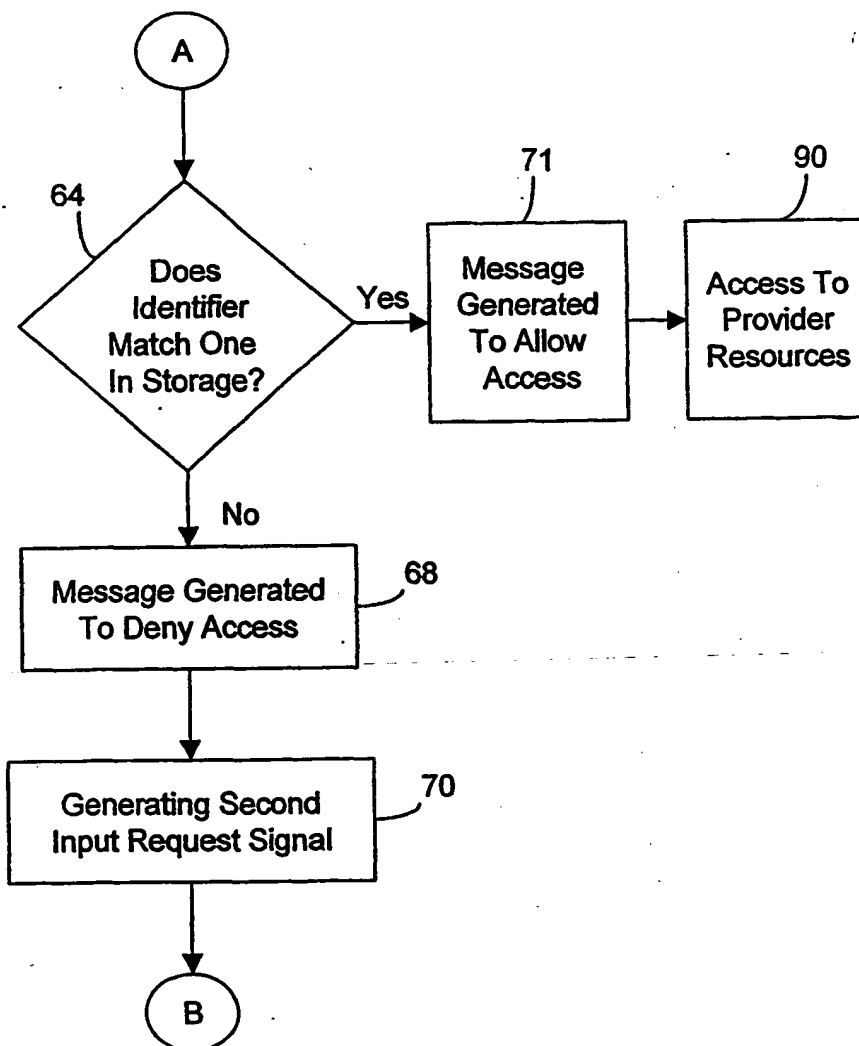 A
64
Does
Identifier
Match One
In Storage?
Yes
71
Message
Generated
To Allow
Access
90
Access To
Provider
Resources
No
Message Generated
To Deny Access
68
Generating Second
Input Request Signal
70
B